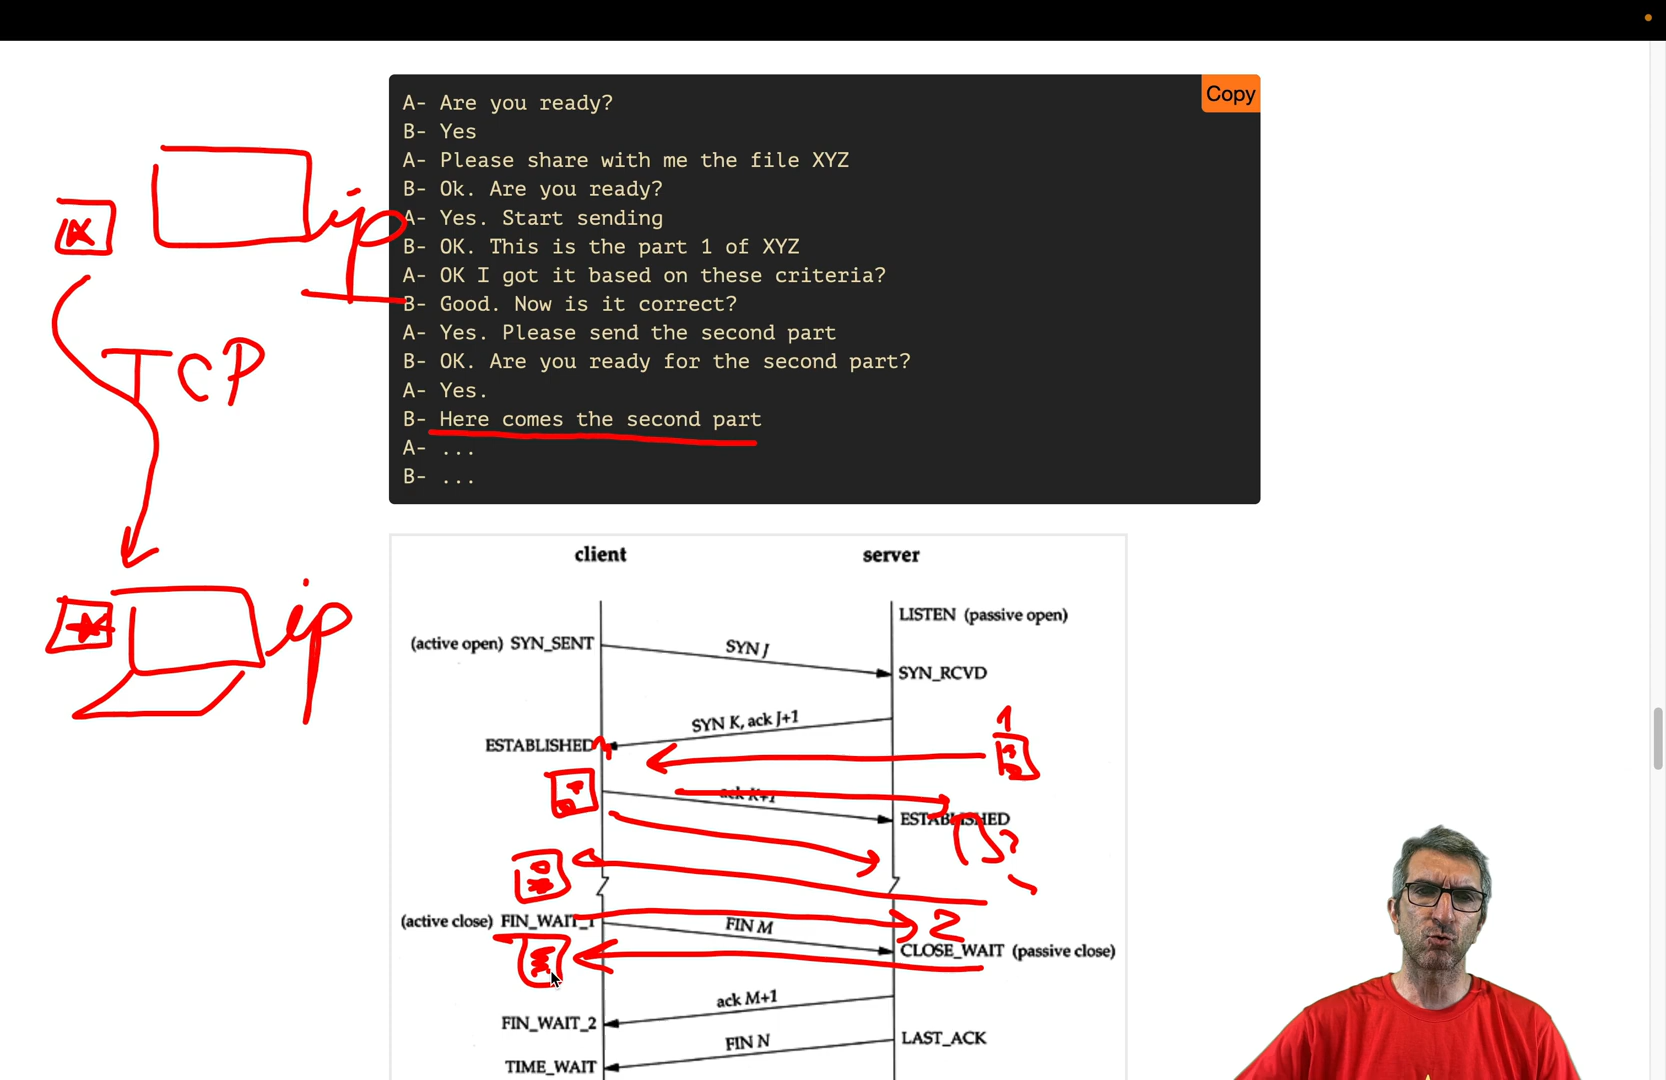 Copy
A- Are you ready?
B- Yes
A- Please share with me the file XYZ
B- Ok. Are you ready?
A- Yes. Start sending
B- OK. This is the part 1 of XYZ
A- OK I got it based on these criteria?
B- Good. Now is it correct?
A- Yes. Please send the second part
B- OK. Are you ready for the second part?
A- Yes.
B- Here comes the second part
A- ...
B- ...
ip
TCP
ip
client server
LISTEN (passive open)
(active open) SYN_SENT
SYN J
SYN_RCVD
SYN K, ack J+1
1
ESTABLISHED
ack K+1
ESTABLISHED
?
(active close) FIN_WAIT_1
FIN M
2
CLOSE_WAIT (passive close)
ack M+1
FIN_WAIT_2
FIN N
LAST_ACK
TIME_WAIT